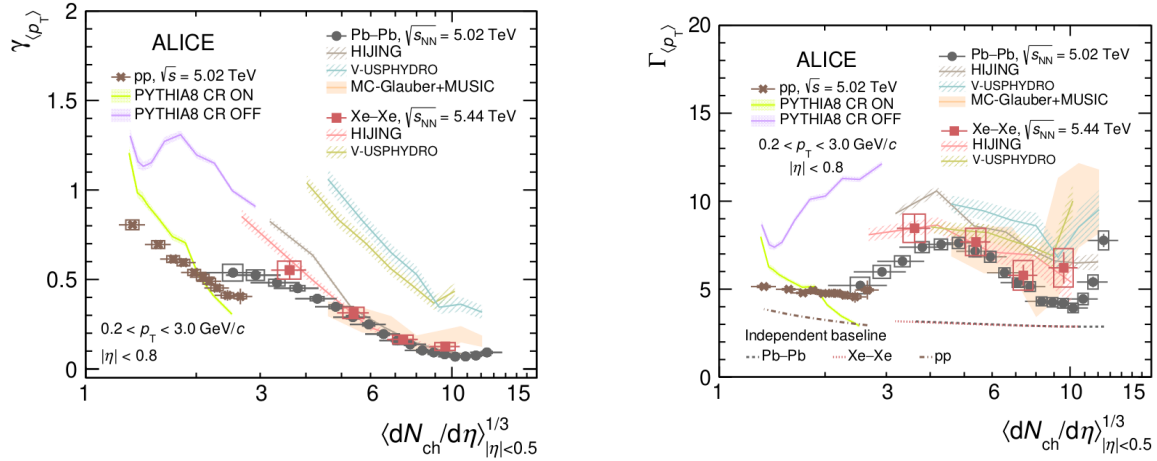 γ⟨pT⟩
2
1.5
1
0.5
0
1
3
6
10
15
⟨dNch/dη⟩1/3|η|<0.5
ALICE
pp, √s = 5.02 TeV
PYTHIA8 CR ON
PYTHIA8 CR OFF
Pb–Pb, √sNN = 5.02 TeV
HIJING
V-USPHYDRO
MC-Glauber+MUSIC
Xe–Xe, √sNN = 5.44 TeV
HIJING
V-USPHYDRO
0.2 < pT < 3.0 GeV/c
|η| < 0.8
Γ⟨pT⟩
20
15
10
5
0
1
3
6
10
15
⟨dNch/dη⟩1/3|η|<0.5
ALICE
pp, √s = 5.02 TeV
PYTHIA8 CR ON
PYTHIA8 CR OFF
0.2 < pT < 3.0 GeV/c
|η| < 0.8
Pb–Pb, √sNN = 5.02 TeV
HIJING
V-USPHYDRO
MC-Glauber+MUSIC
Xe–Xe, √sNN = 5.44 TeV
HIJING
V-USPHYDRO
Independent baseline
Pb–Pb
Xe–Xe
pp